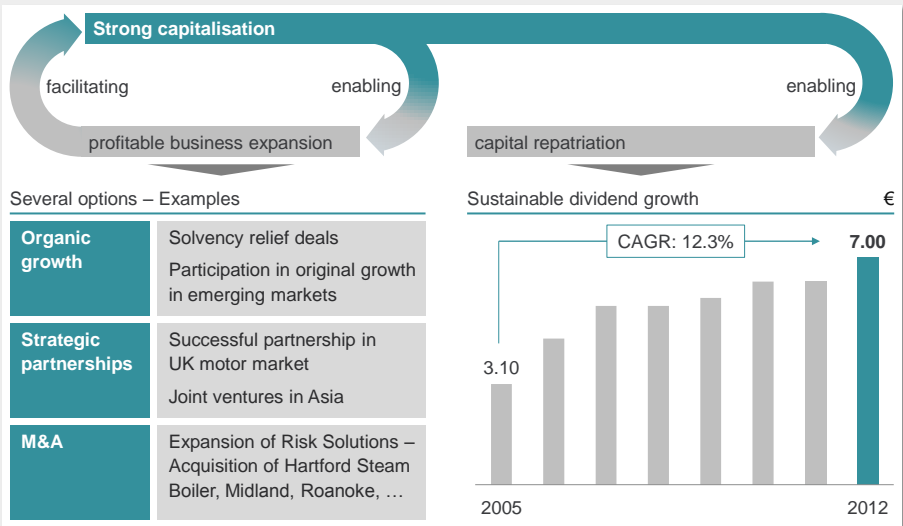 Strong capitalisation
facilitating
enabling
enabling
profitable business expansion
capital repatriation
Several options – Examples
Organic
growth
Solvency relief deals
Participation in original growth
in emerging markets
Strategic
partnerships
Successful partnership in
UK motor market
Joint ventures in Asia
M&A
Expansion of Risk Solutions –
Acquisition of Hartford Steam
Boiler, Midland, Roanoke, …
Sustainable dividend growth €
CAGR: 12.3%
7.00
3.10
2005 2012